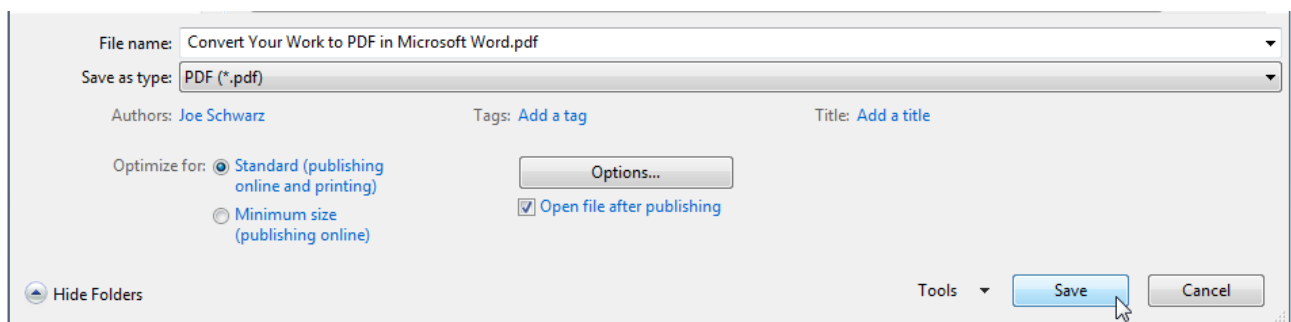 File name: Convert Your Work to PDF in Microsoft Word.pdf
Save as type: PDF (*.pdf)
Authors: Joe Schwarz Tags: Add a tag Title: Add a title
Optimize for: Standard (publishing
online and printing)
Minimum size
(publishing online)
Options...
Open file after publishing
Hide Folders Tools Save Cancel